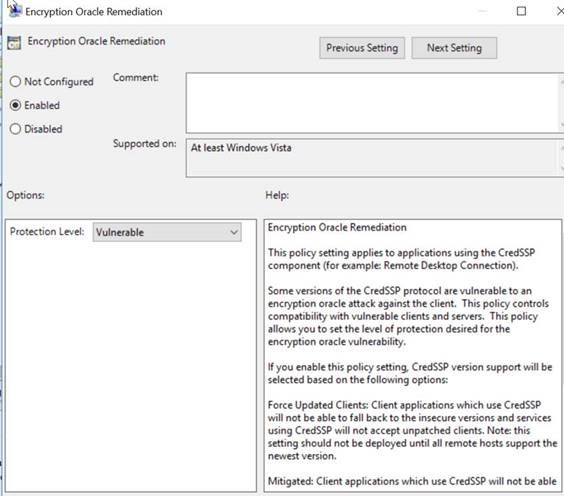 Encryption Oracle Remediation
Encryption Oracle Remediation
Previous Setting
Next Setting
Not Configured
Comment:
Enabled
Disabled
Supported on:
At least Windows Vista
Options:
Help:
Protection Level:
Vulnerable
Encryption Oracle Remediation
This policy setting applies to applications using the CredSSP
component (for example: Remote Desktop Connection).
Some versions of the CredSSP protocol are vulnerable to an
encryption oracle attack against the client.  This policy controls
compatibility with vulnerable clients and servers.  This policy
allows you to set the level of protection desired for the
encryption oracle vulnerability.
If you enable this policy setting, CredSSP version support will be
selected based on the following options:
Force Updated Clients: Client applications which use CredSSP
will not be able to fall back to the insecure versions and services
using CredSSP will not accept unpatched clients. Note: this
setting should not be deployed until all remote hosts support the
newest version.
Mitigated: Client applications which use CredSSP will not be able